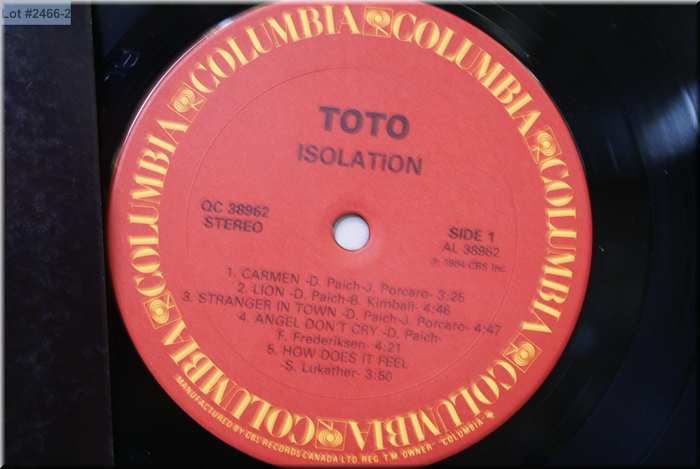 Lot #2466-2
COLUMBIA COLUMBIA COLUMBIA COLUMBIA COLUMBIA COLUMBIA COLUMBIA COLUMBIA
TOTO
ISOLATION
QC 38962
STEREO
SIDE 1
AL 38962
℗ 1984 CBS Inc.
1. CARMEN -D. Paich-J. Porcaro- 3:25
2. LION -D. Paich-B. Kimball- 4:46
3. STRANGER IN TOWN -D. Paich-J. Porcaro- 4:47
4. ANGEL DON'T CRY -D. Paich-
F. Frederiksen- 4:21
5. HOW DOES IT FEEL
-S. Lukather- 3:50
MANUFACTURED BY CBS RECORDS CANADA LTD. REG. T.M. OWNER "COLUMBIA"